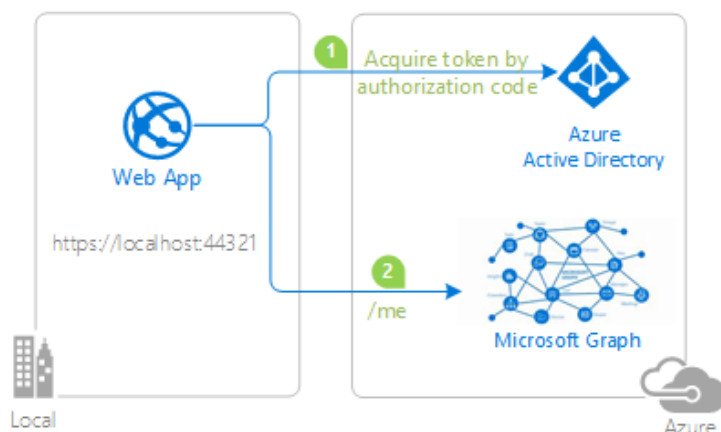 1
Acquire token by
authorization code
Web App
Azure
Active Directory
https://localhost:44321
2
/me
Microsoft Graph
Local
Azure